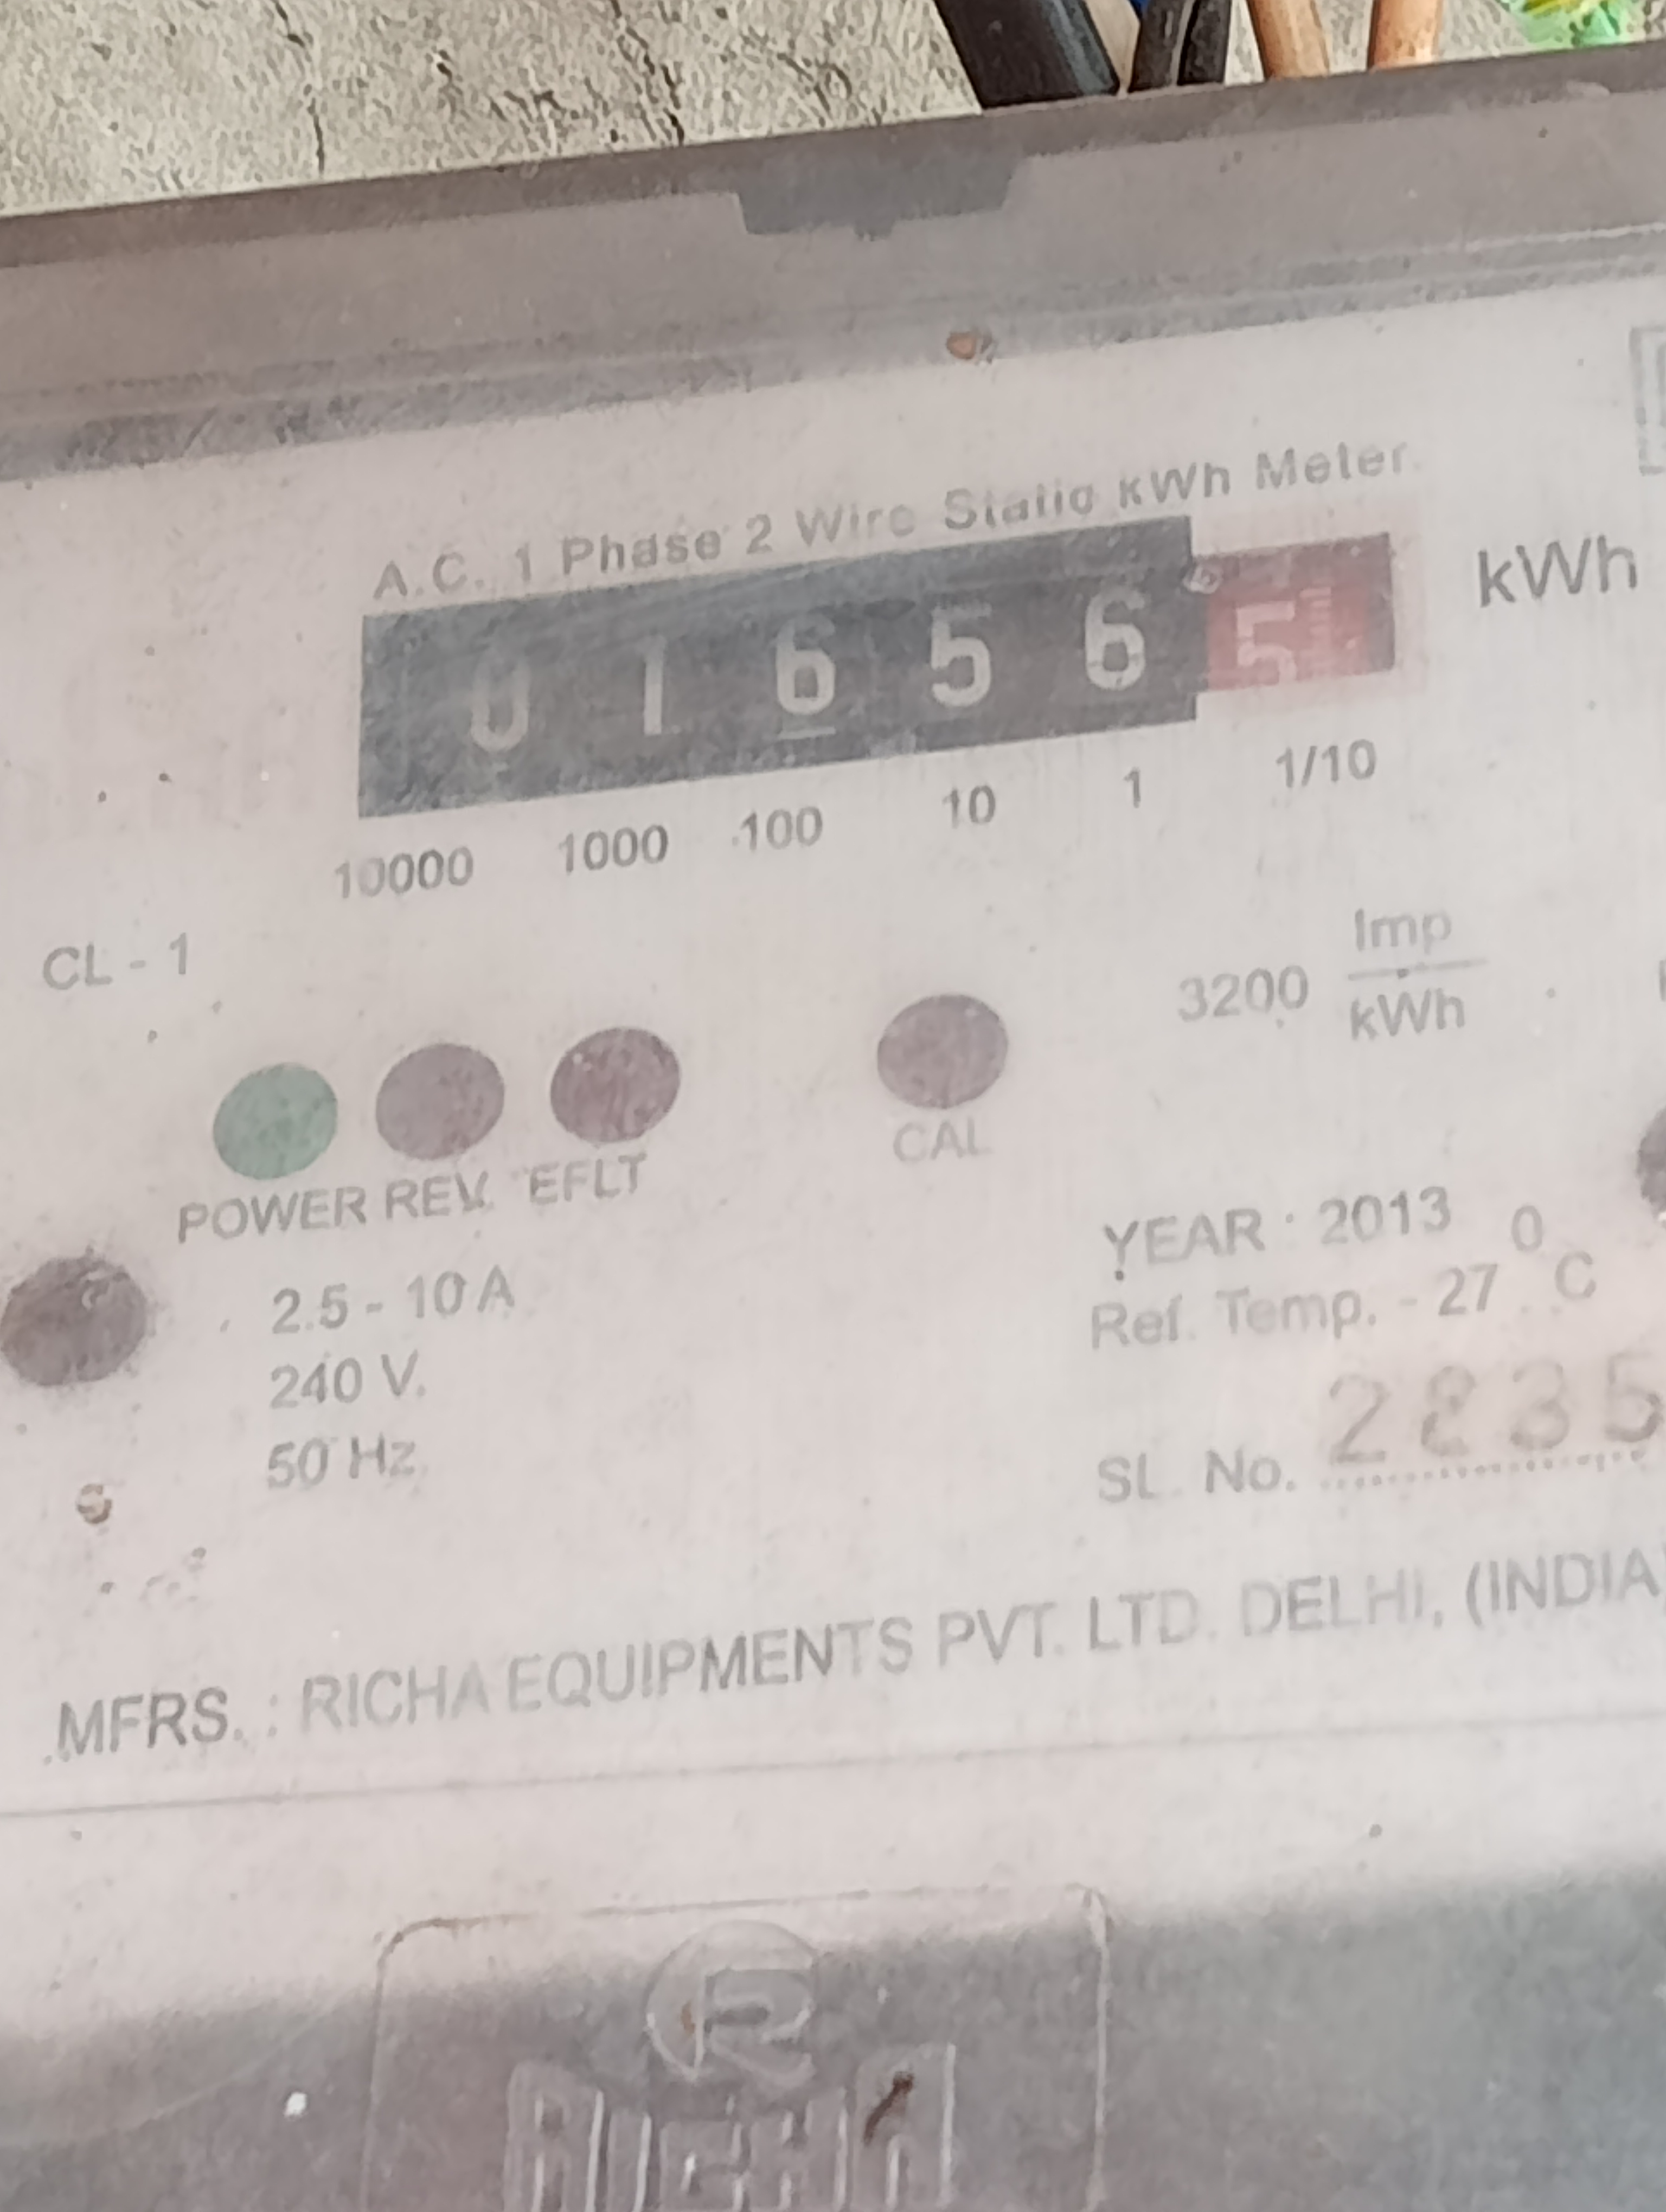 A.C. 1 Phase 2 Wire Static kWh Meter
0 1 6 5 6 5 kWh
10000 1000 100 10 1 1/10
CL - 1
3200 Imp
kWh
POWER REV. EFLT
CAL
2.5 - 10 A
240 V.
50 Hz.
YEAR : 2013
Ref. Temp. - 27 0 C
SL. No.
MFRS. : RICHA EQUIPMENTS PVT. LTD. DELHI, (INDIA)
R
RICHA